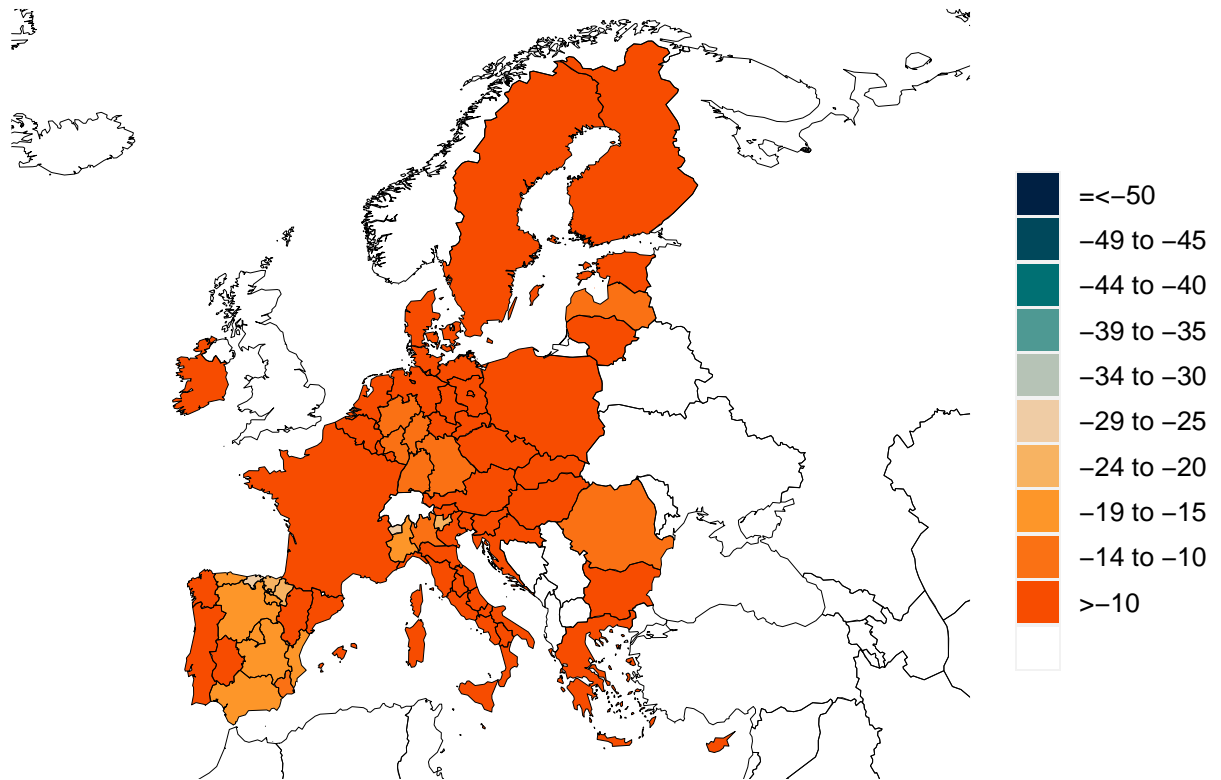 =<−50
−49 to −45
−44 to −40
−39 to −35
−34 to −30
−29 to −25
−24 to −20
−19 to −15
−14 to −10
>−10